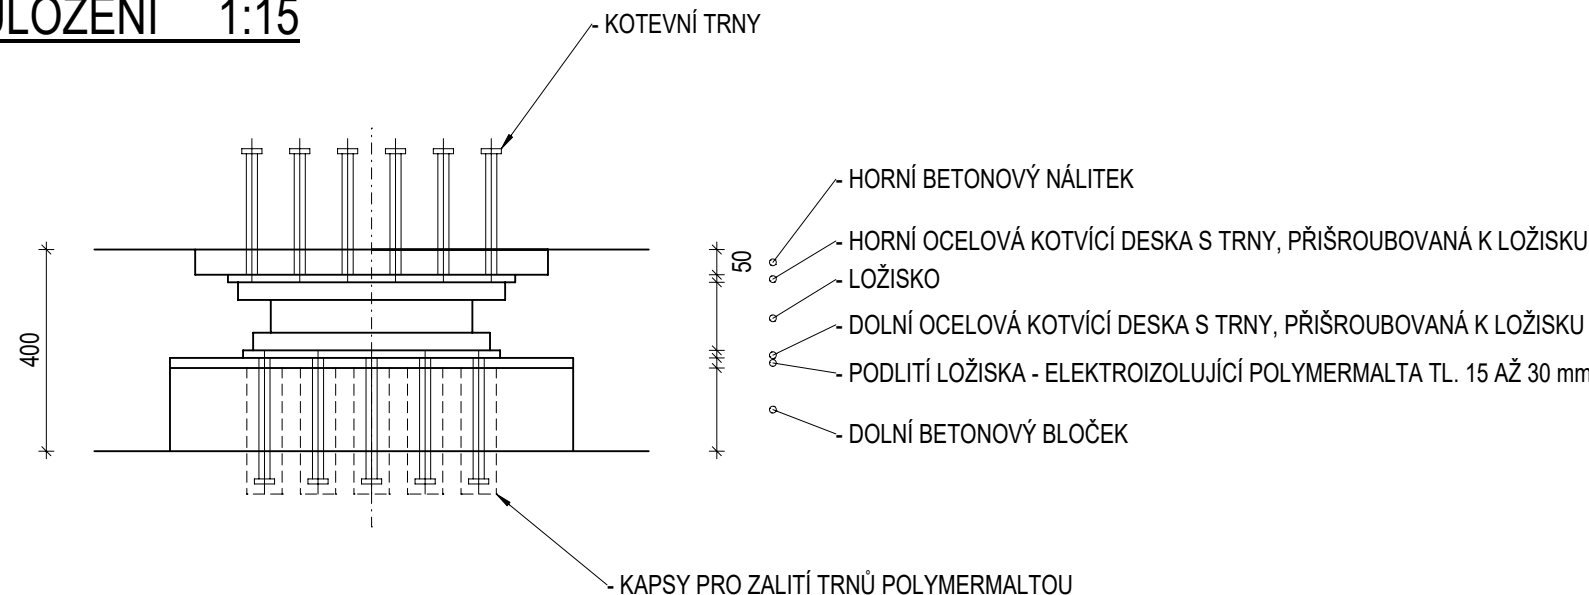 ULOŽENÍ 1:15
- KOTEVNÍ TRNY
- HORNÍ BETONOVÝ NÁLITEK
- HORNÍ OCELOVÁ KOTVÍCÍ DESKA S TRNY, PŘIŠROUBOVANÁ K LOŽISKU
- LOŽISKO
- DOLNÍ OCELOVÁ KOTVÍCÍ DESKA S TRNY, PŘIŠROUBOVANÁ K LOŽISKU
- PODLITÍ LOŽISKA - ELEKTROIZOLUJÍCÍ POLYMERMALTA TL. 15 AŽ 30 mm
- DOLNÍ BETONOVÝ BLOČEK
50
400
- KAPSY PRO ZALITÍ TRNŮ POLYMERMALTOU